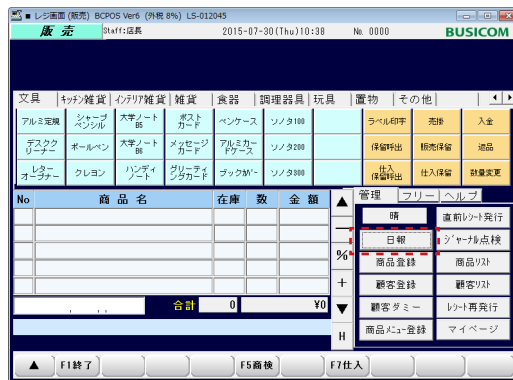 レジ画面 (販売) BCPOS Ver6 (外税 8%) LS-012045
販 売 Staff:店長 2015-07-30(Thu)10:38 No. 0000 BUSICOM
文具 キッチン雑貨 インテリア雑貨 雑貨 食器 調理器具 玩具 置物 その他
アルミ定規 シャープペンシル 大学ノートB5 ポストカード ペンケース ソノタ100 ラベル印字 売掛 入金
デスククリーナー ボールペン 大学ノートB6 メッセージカード アルミカードケース ソノタ200 保留呼出 販売保留 返品
レターオープナー クレヨン ハンディノート グリーティングカード ブックカバー ソノタ300 仕入保留呼出 仕入保留 数量変更
No 商 品 名 在庫 数 金 額 ▲ 管理 フリー ヘルプ
晴 直前レシート発行
― 日報 ジャーナル点検
% 商品登録 商品リスト
+ 顧客登録 顧客リスト
合計 0 ¥0 ▼ 顧客ダミー レシート再発行
H 商品メニュー登録 マイページ
▲ F1終了 F5商検 F7仕入